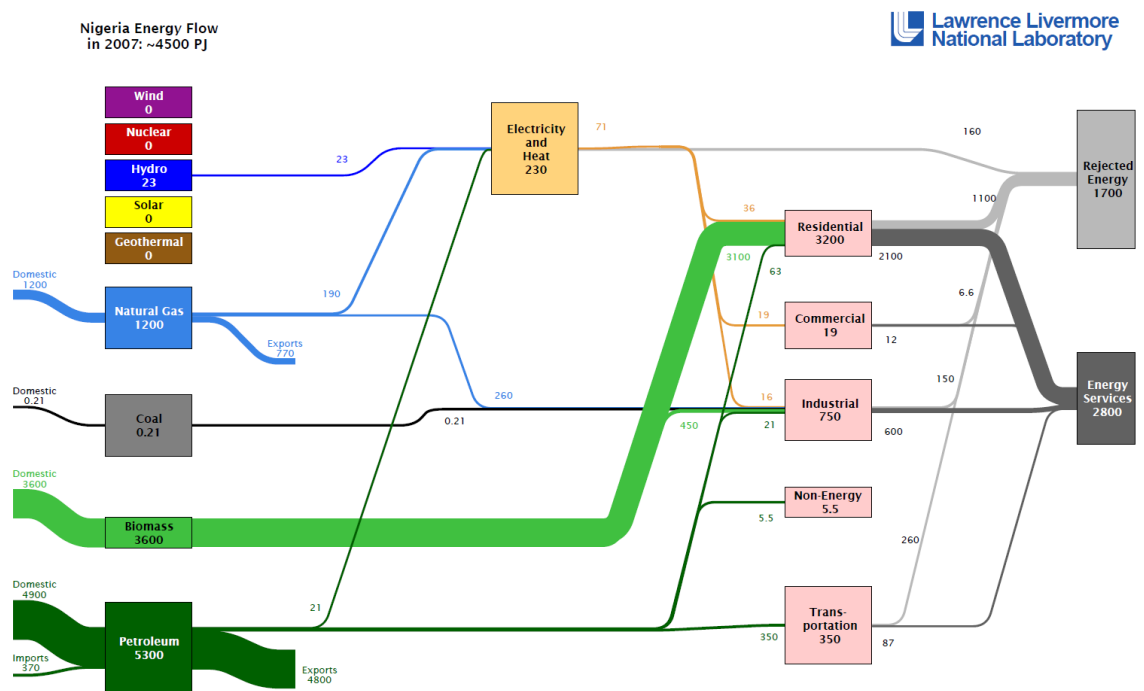 Nigeria Energy Flow
in 2007: ~4500 PJ
Lawrence Livermore
National Laboratory
Wind
0
Nuclear
0
Hydro
23
Solar
0
Geothermal
0
23
Electricity
and
Heat
230
71
160
Rejected
Energy
1700
1100
36
Residential
3200
3100
2100
63
Domestic
1200
Natural Gas
1200
190
Exports
770
6.6
19
Commercial
19
12
Domestic
0.21
Coal
0.21
260
0.21
150
16
Industrial
750
450
21
600
Energy
Services
2800
Domestic
3600
Biomass
3600
Non-Energy
5.5
5.5
260
Domestic
4900
Petroleum
5300
Imports
370
21
Exports
4800
Trans-
portation
350
350
87